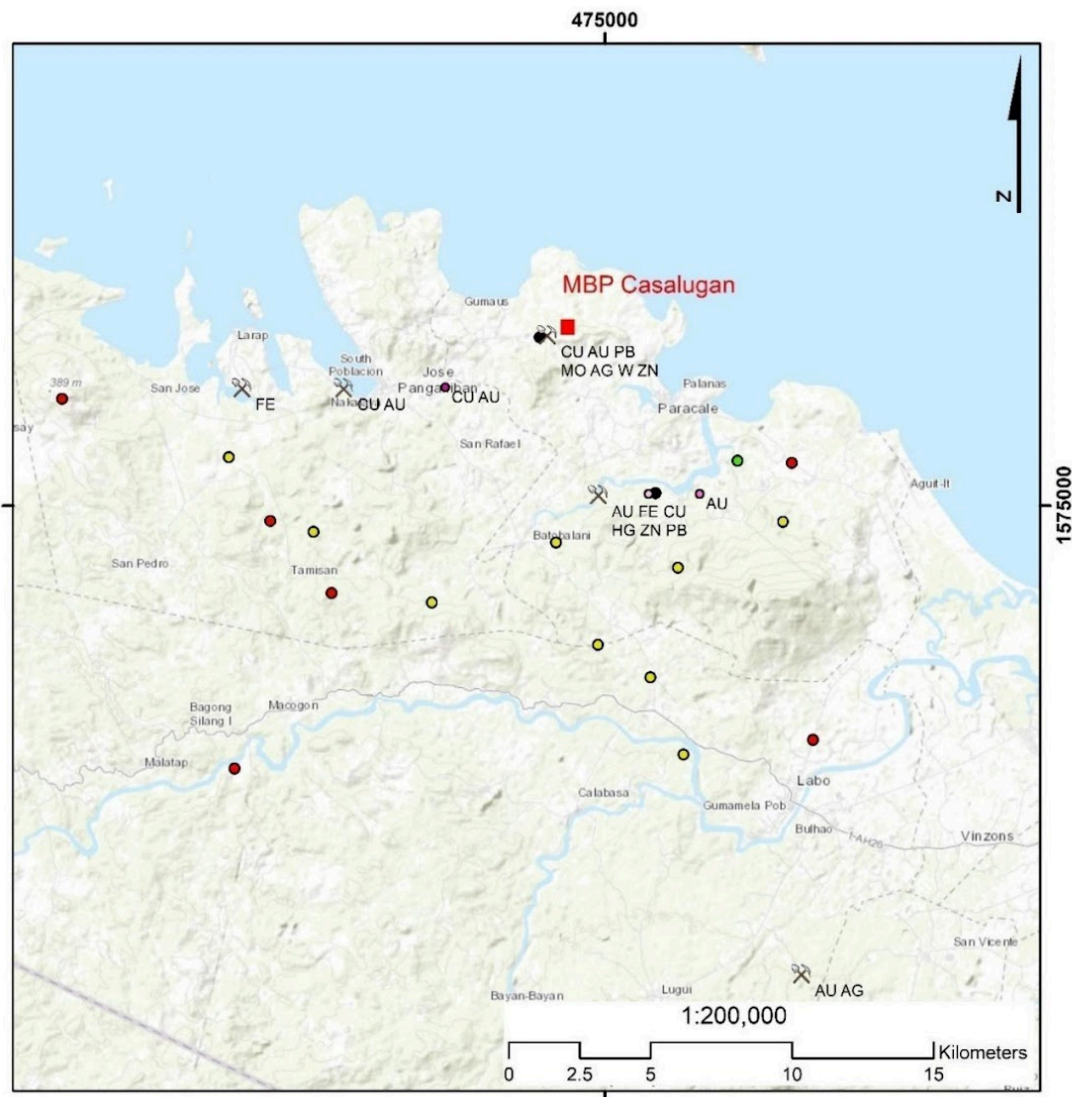 475000
N
MBP Casalugan
Gumaus
Larap
CU AU PB
MO AG W ZN
South
Poblacion
Jose
Panganiban
389 m
San Jose
FE
CU AU
CU AU
Palanas
Paracale
say
San Rafael
Aguit-It
1575000
AU FE CU
HG ZN PB
AU
Batobalani
San Pedro
Tamisan
Bagong
Silang I
Macogon
Malatap
Labo
Calabasa
Gumamela Pob
Bulhao
AH26
Vinzons
San Vicente
Bayan-Bayan
Lugui
AU AG
1:200,000
Kilometers
0 2.5 5 10 15